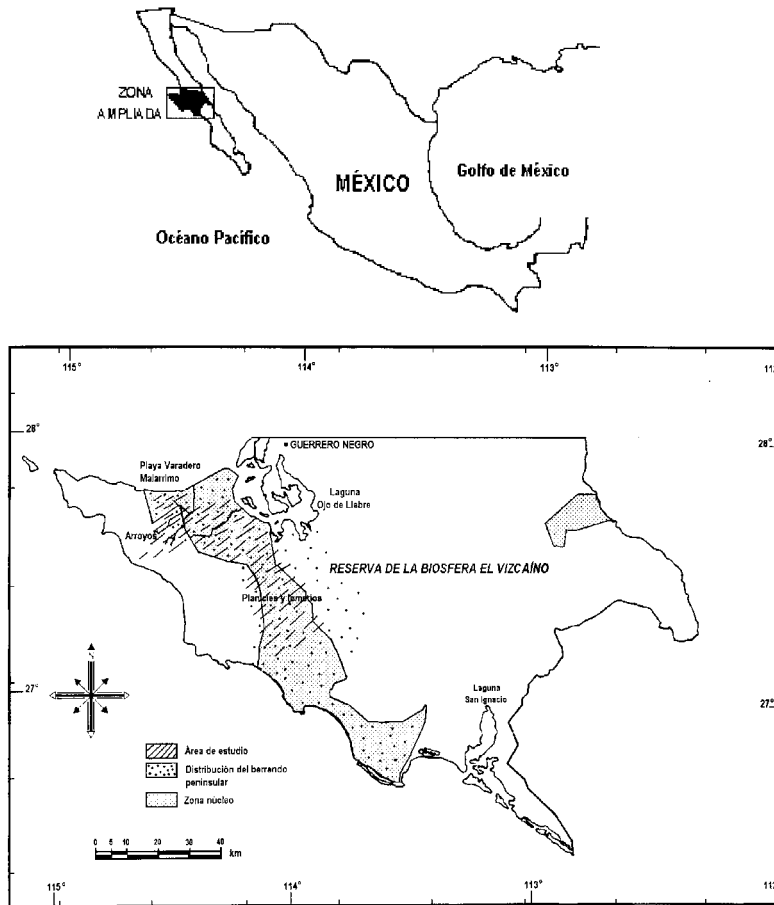 ZONA
AMPLIADA
MÉXICO
Golfo de México
Océano Pacífico
115°
114°
113°
28°
28°
GUERRERO NEGRO
Playa Varadero
Malarrimo
Laguna
Ojo de Llebre
Arroyos
RESERVA DE LA BIOSFERA EL VIZCAÍNO
Planicies y
27°
27°
Laguna
San Ignacio
Área de estudio
Distribución del berrendo
peninsular
Zona núcleo
0 5 10 20 30 40
km
115°
114°
113°